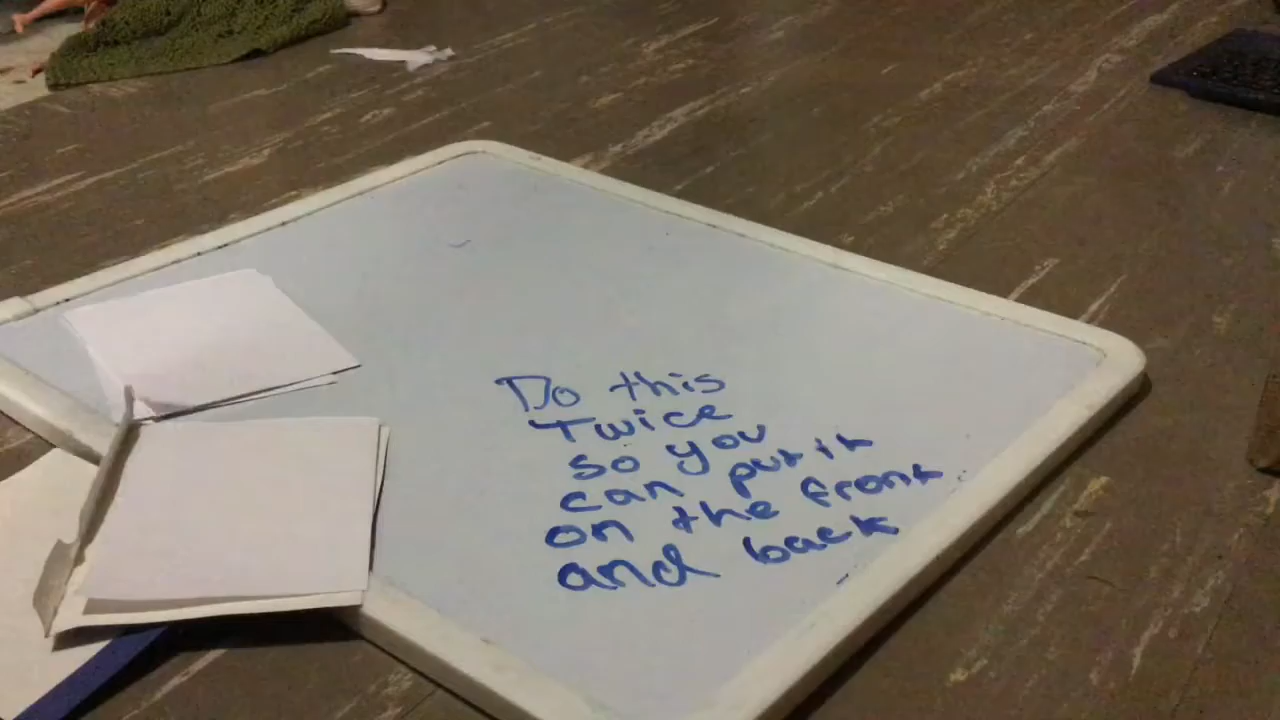 Do this
Twice
so you
can put it
on the front
and back